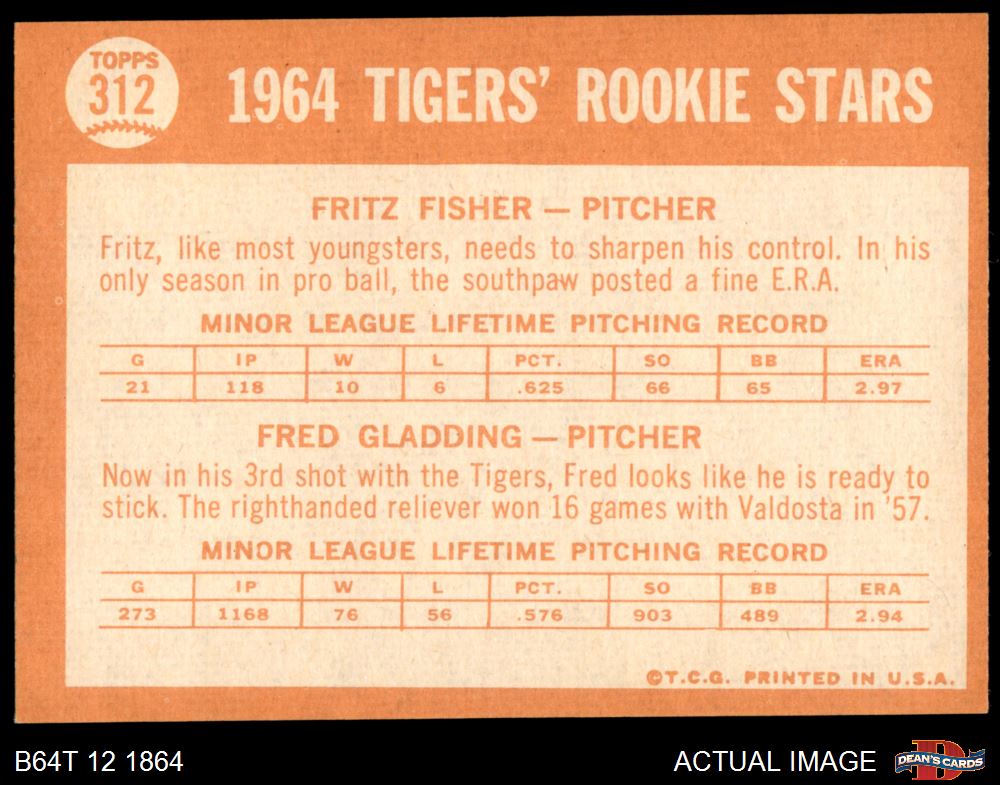 TOPPS
312
1964 TIGERS' ROOKIE STARS
FRITZ FISHER — PITCHER
Fritz, like most youngsters, needs to sharpen his control. In his
only season in pro ball, the southpaw posted a fine E.R.A.
MINOR LEAGUE LIFETIME PITCHING RECORD
G IP W L PCT. SO BB ERA
21 118 10 6 .625 66 65 2.97
FRED GLADDING — PITCHER
Now in his 3rd shot with the Tigers, Fred looks like he is ready to
stick. The righthanded reliever won 16 games with Valdosta in '57.
MINOR LEAGUE LIFETIME PITCHING RECORD
G IP W L PCT. SO BB ERA
273 1168 76 56 .576 903 489 2.94
©T.C.G. PRINTED IN U.S.A.
B64T 12 1864
ACTUAL IMAGE
DEAN'S CARDS